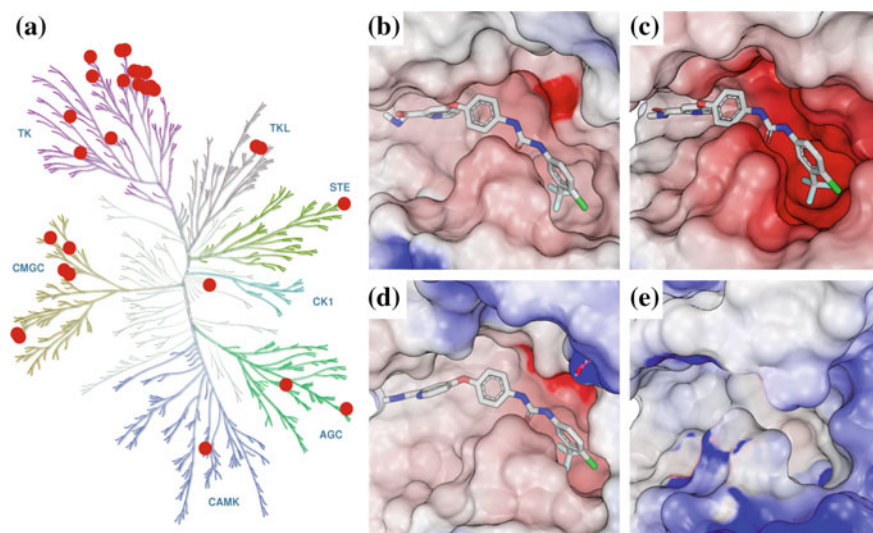 (a)
(b)
(c)
TK
TKL
STE
CMGC
CK1
(d)
(e)
AGC
CAMK